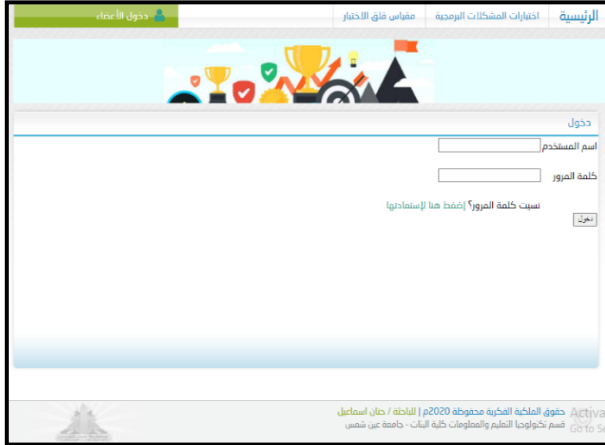 الرئيسية اختبارات المشكلات البرمجية مقياس قلق الاختبار دخول الأعضاء
دخول
اسم المستخدم
كلمة المرور
نسيت كلمة المرور؟ إضغط هنا لإستعادتها
دخول
حقوق الملكية الفكرية محفوظة 2020م | للباحثة / حنان اسماعيل
Activa
قسم تكنولوجيا التعليم والمعلومات كلية البنات - جامعة عين شمس
Go to Se